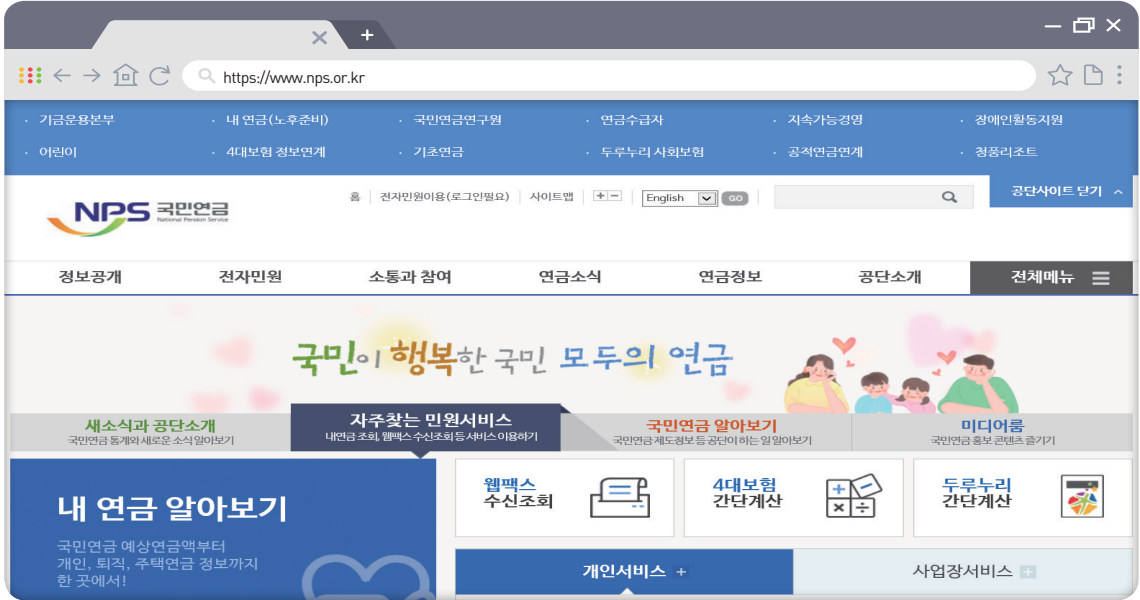 https://www.nps.or.kr
· 기금운용본부 · 내 연금(노후준비) · 국민연금연구원 · 연금수급자 · 지속가능경영 · 장애인활동지원
· 어린이 · 4대보험 정보연계 · 기초연금 · 두루누리 사회보험 · 공적연금연계 · 청풍리조트
홈 전자민원이용(로그인필요) 사이트맵 + − English GO 공단사이트 닫기
NPS 국민연금
National Pension Service
정보공개 전자민원 소통과 참여 연금소식 연금정보 공단소개 전체메뉴
국민이 행복한 국민 모두의 연금
새소식과 공단소개 자주찾는 민원서비스 국민연금 알아보기 미디어룸
국민연금 통계와 새로운 소식 알아보기 내연금 조회, 웹팩스 수신조회 등 서비스 이용하기 국민연금 제도정보 등 공단이 하는 일 알아보기 국민연금 홍보 콘텐츠 즐기기
웹팩스 4대보험 두루누리
수신조회 간단계산 간단계산
내 연금 알아보기
국민연금 예상연금액부터
개인, 퇴직, 주택연금 정보까지
한 곳에서!
개인서비스 + 사업장서비스 +